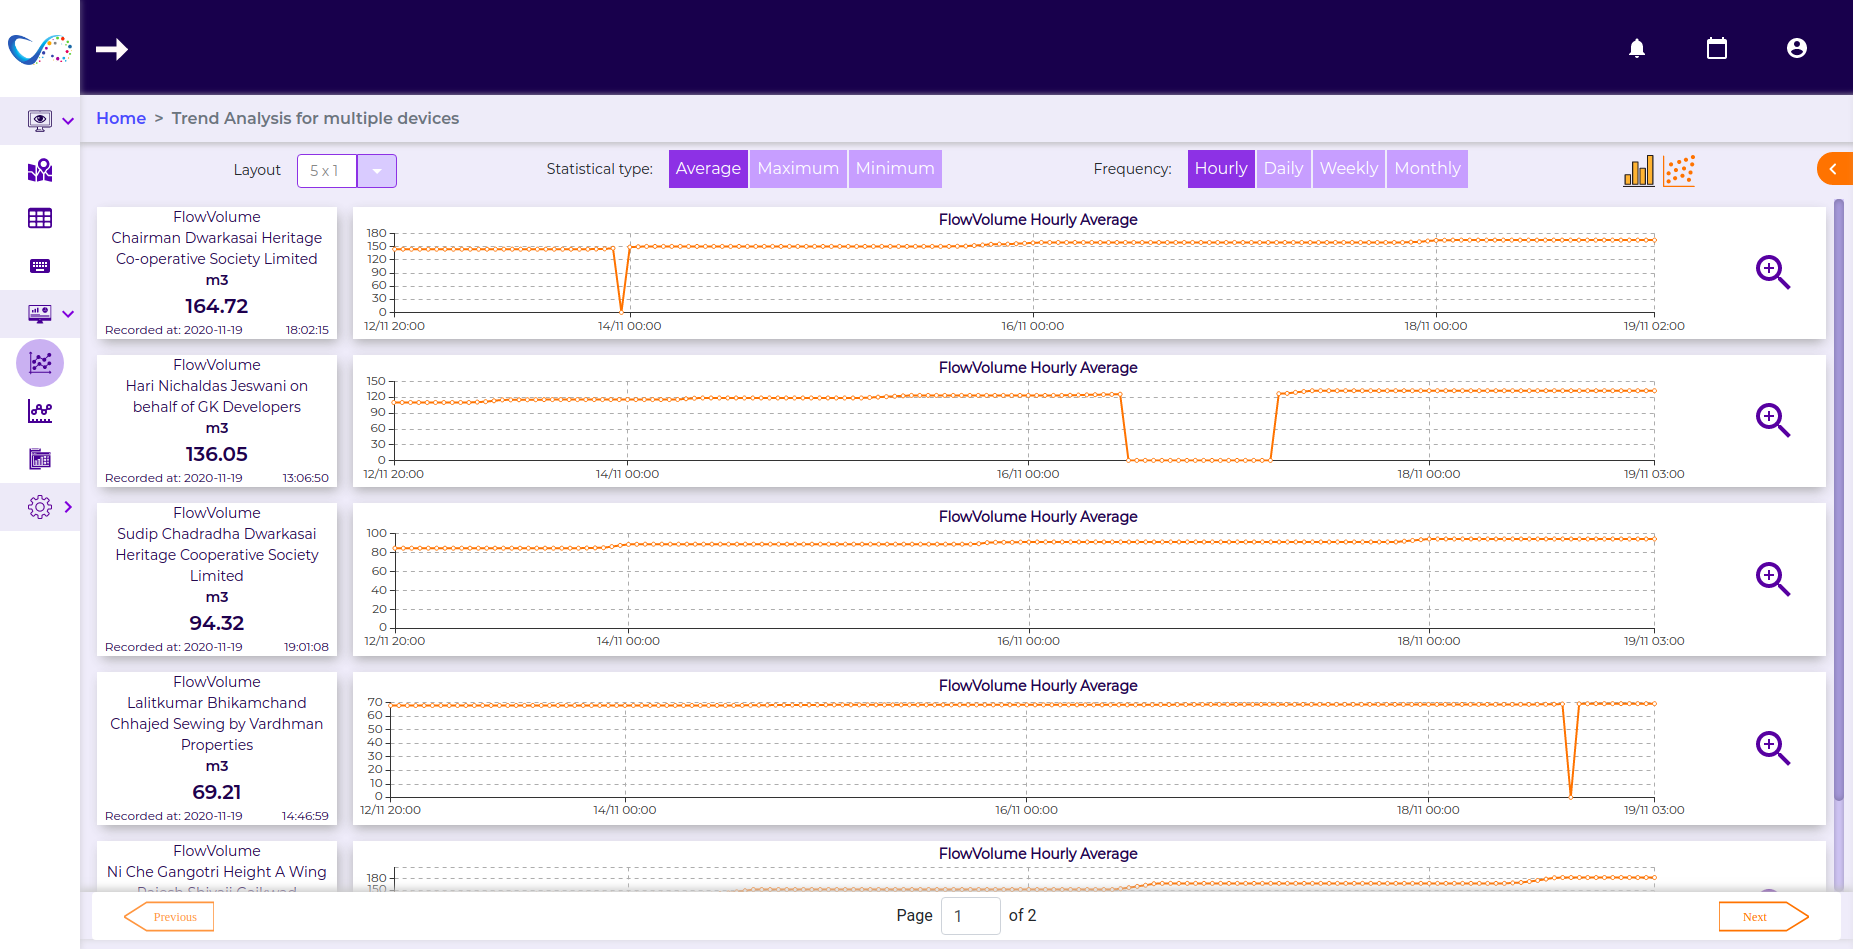 Home > Trend Analysis for multiple devices
Layout 5 x 1 Statistical type: Average Maximum Minimum Frequency: Hourly Daily Weekly Monthly
FlowVolume
Chairman Dwarkasai Heritage
Co-operative Society Limited
m3
164.72
Recorded at: 2020-11-19 18:02:15
FlowVolume Hourly Average
180
150
120
90
60
30
0
12/11 20:00 14/11 00:00 16/11 00:00 18/11 00:00 19/11 02:00
FlowVolume
Hari Nichaldas Jeswani on
behalf of GK Developers
m3
136.05
Recorded at: 2020-11-19 13:06:50
FlowVolume Hourly Average
150
120
90
60
30
0
12/11 20:00 14/11 00:00 16/11 00:00 18/11 00:00 19/11 03:00
FlowVolume
Sudip Chadradha Dwarkasai
Heritage Cooperative Society
Limited
m3
94.32
Recorded at: 2020-11-19 19:01:08
FlowVolume Hourly Average
100
80
60
40
20
0
12/11 20:00 14/11 00:00 16/11 00:00 18/11 00:00 19/11 03:00
FlowVolume
Lalitkumar Bhikamchand
Chhajed Sewing by Vardhman
Properties
m3
69.21
Recorded at: 2020-11-19 14:46:59
FlowVolume Hourly Average
70
60
50
40
30
20
10
0
12/11 20:00 14/11 00:00 16/11 00:00 18/11 00:00 19/11 03:00
FlowVolume
Ni Che Gangotri Height A Wing
Rajesh Shivaji Gaikwad
FlowVolume Hourly Average
180
150
Previous Page 1 of 2 Next